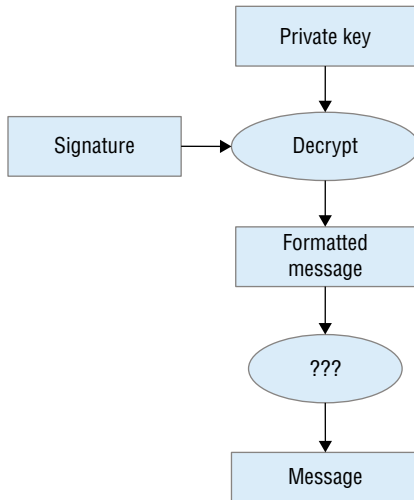 Private key
Signature
Decrypt
Formatted
message
???
Message